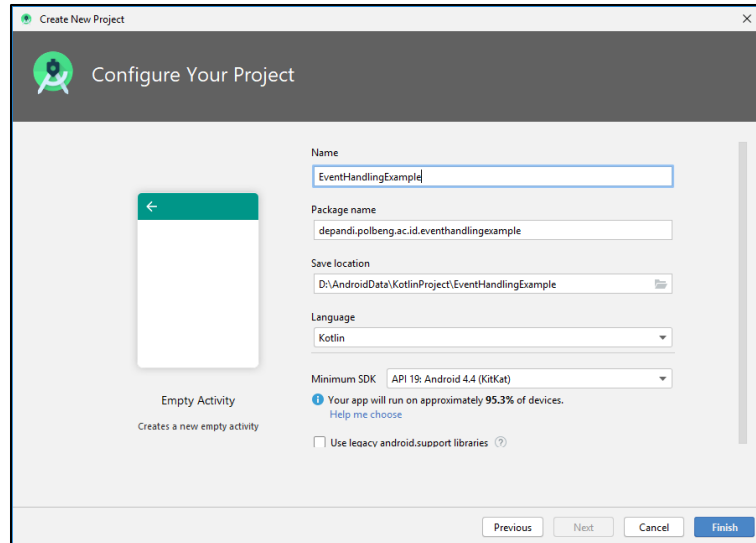 Create New Project
Configure Your Project
Name
EventHandlingExample
Package name
depandi.polbeng.ac.id.eventhandlingexample
Save location
D:\AndroidData\KotlinProject\EventHandlingExample
Language
Kotlin
Minimum SDK API 19: Android 4.4 (KitKat)
Your app will run on approximately 95.3% of devices.
Help me choose
Use legacy android.support libraries ?
Empty Activity
Creates a new empty activity
Previous Next Cancel Finish